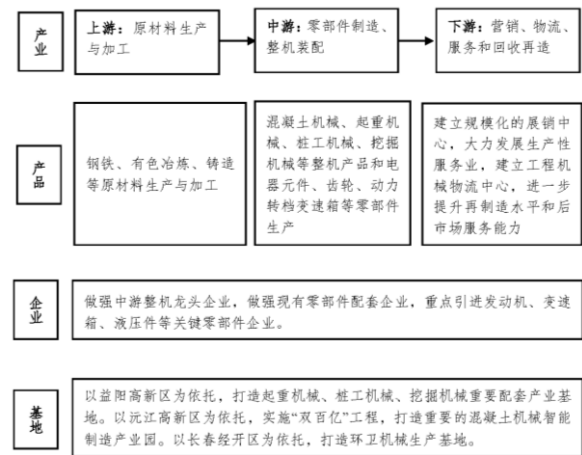 产业
上游：原材料生产
与加工
中游：零部件制造、
整机装配
下游：营销、物流、
服务和回收再造
产品
钢铁、有色冶炼、铸造
等原材料生产与加工
混凝土机械、起重机
械、桩工机械、挖掘
机械等整机产品和电
器元件、齿轮、动力
转档变速箱等零部件
生产
建立规模化的展销中
心，大力发展生产性
服务业，建立工程机
械物流中心，进一步
提升再制造水平和后
市场服务能力
企业
做强中游整机龙头企业，做强现有零部件配套企业，重点引进发动机、变速
箱、液压件等关键零部件企业。
基地
以益阳高新区为依托，打造起重机械、桩工机械、挖掘机械重要配套产业基
地。以沅江高新区为依托，实施“双百亿”工程，打造重要的混凝土机械智能
制造产业园。以长春经开区为依托，打造环卫机械生产基地。